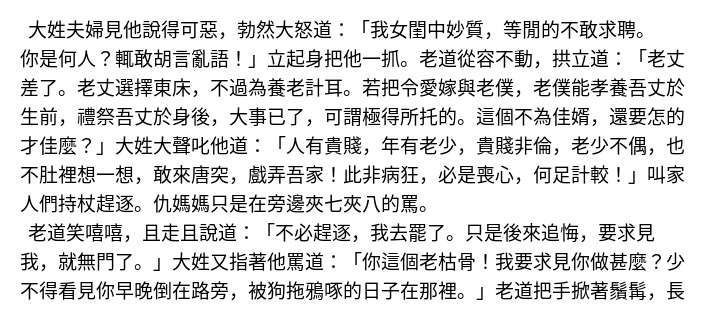 大姓夫婦見他說得可惡，勃然大怒道：「我女閨中妙質，等閒的不敢求聘。
你是何人？輒敢胡言亂語！」立起身把他一抓。老道從容不動，拱立道：「老丈
差了。老丈選擇東床，不過為養老計耳。若把令愛嫁與老僕，老僕能孝養吾丈於
生前，禮祭吾丈於身後，大事已了，可謂極得所托的。這個不為佳婿，還要怎的
才佳麼？」大姓大聲叱他道：「人有貴賤，年有老少，貴賤非倫，老少不偶，也
不肚裡想一想，敢來唐突，戲弄吾家！此非病狂，必是喪心，何足計較！」叫家
人們持杖趕逐。仇媽媽只是在旁邊夾七夾八的罵。
老道笑嘻嘻，且走且說道：「不必趕逐，我去罷了。只是後來追悔，要求見
我，就無門了。」大姓又指著他罵道：「你這個老枯骨！我要求見你做甚麼？少
不得看見你早晚倒在路旁，被狗拖鴉啄的日子在那裡。」老道把手掀著鬚髯，長